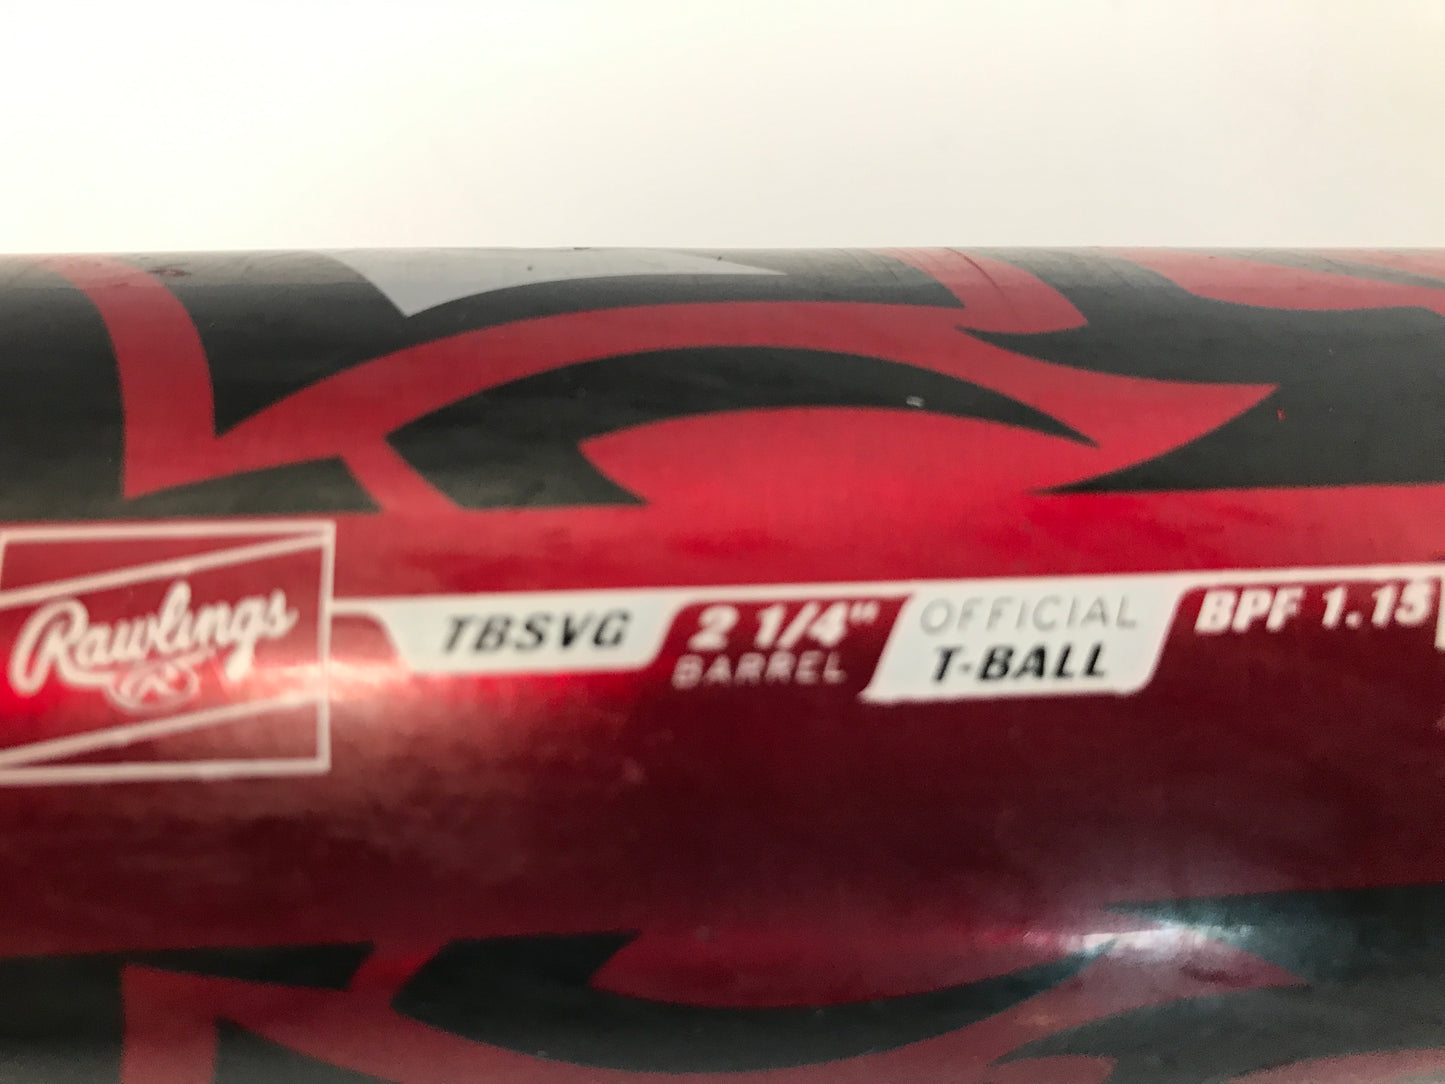 Rawlings
R
TBSVG
2 1/4"
BARREL
OFFICIAL
T-BALL
BPF 1.15